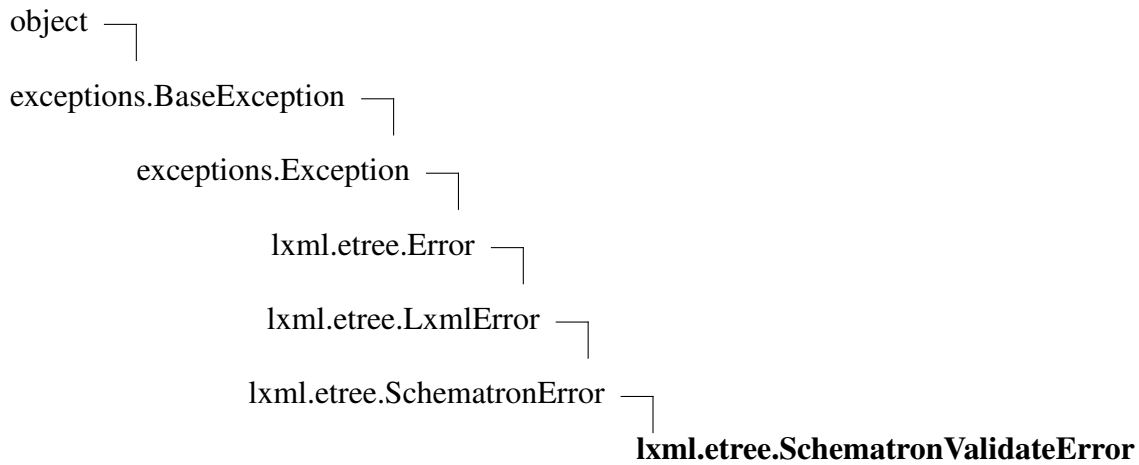 object
exceptions.BaseException
exceptions.Exception
lxml.etree.Error
lxml.etree.LxmlError
lxml.etree.SchematronError
lxml.etree.SchematronValidateError